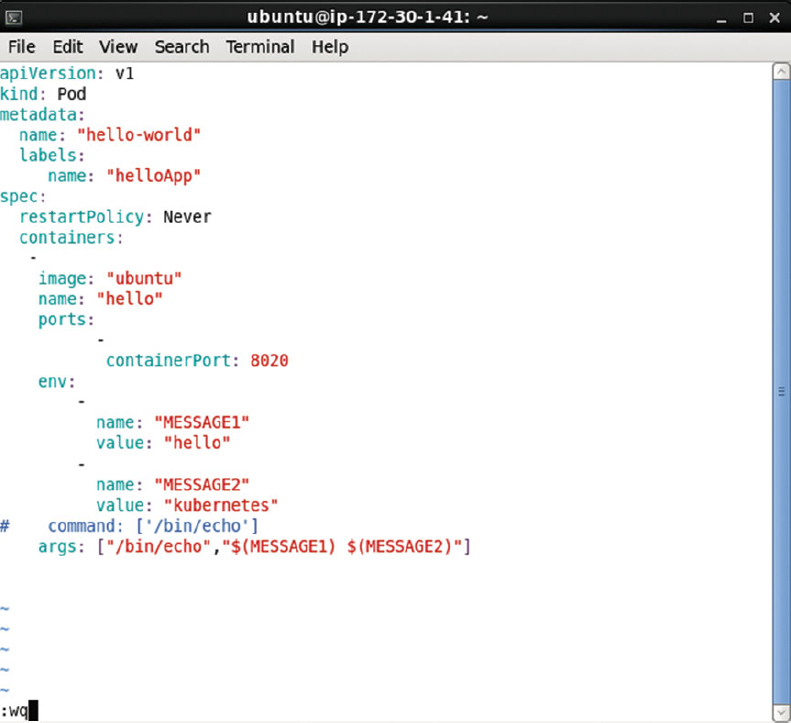 ubuntu@ip-172-30-1-41: ~
File Edit View Search Terminal Help
apiVersion: v1
kind: Pod
metadata:
  name: "hello-world"
  labels:
     name: "helloApp"
spec:
  restartPolicy: Never
  containers:
   -
    image: "ubuntu"
    name: "hello"
    ports:
          -
           containerPort: 8020
    env:
        -
          name: "MESSAGE1"
          value: "hello"
        -
          name: "MESSAGE2"
          value: "kubernetes"
#    command: ['/bin/echo']
    args: ["/bin/echo","$(MESSAGE1) $(MESSAGE2)"]
~
~
~
~
~
:wq